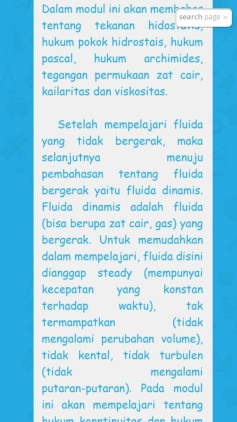 Dalam modul ini akan
search page »
tentang tekanan
hukum pokok hidrostais, hukum
pascal, hukum archimides,
tegangan permukaan zat cair,
kailaritas dan viskositas.
Setelah mempelajari fluida
yang tidak bergerak, maka
selanjutnya menuju
pembahasan tentang fluida
bergerak yaitu fluida dinamis.
Fluida dinamis adalah fluida
(bisa berupa zat cair, gas) yang
bergerak. Untuk memudahkan
dalam mempelajari, fluida disini
dianggap steady (mempunyai
kecepatan yang konstan
terhadap waktu), tak
termampatkan (tidak
mengalami perubahan volume),
tidak kental, tidak turbulen
(tidak mengalami
putaran-putaran). Pada modul
ini akan mempelajari tentang
hukum dan hukum